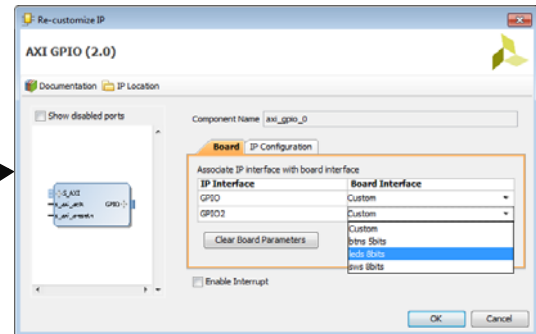 Re-customize IP
AXI GPIO (2.0)
Documentation IP Location
Show disabled ports
Component Name axi_gpio_0
Board IP Configuration
Associate IP interface with board interface
IP Interface Board Interface
GPIO Custom
GPIO2 Custom
Custom
btns 5bits
leds 8bits
sws 8bits
Clear Board Parameters
Enable Interrupt
S_AXI
s_axi_aclk GPIO
s_axi_aresetn
OK Cancel